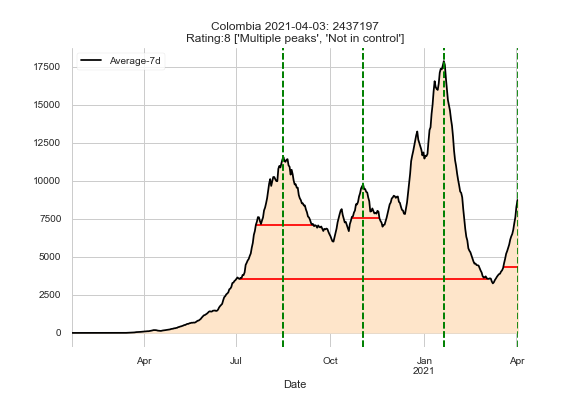 Colombia 2021-04-03: 2437197
Rating:8 ['Multiple peaks', 'Not in control']
Average-7d
17500
15000
12500
10000
7500
5000
2500
0
Apr Jul Oct Jan Apr
2021
Date